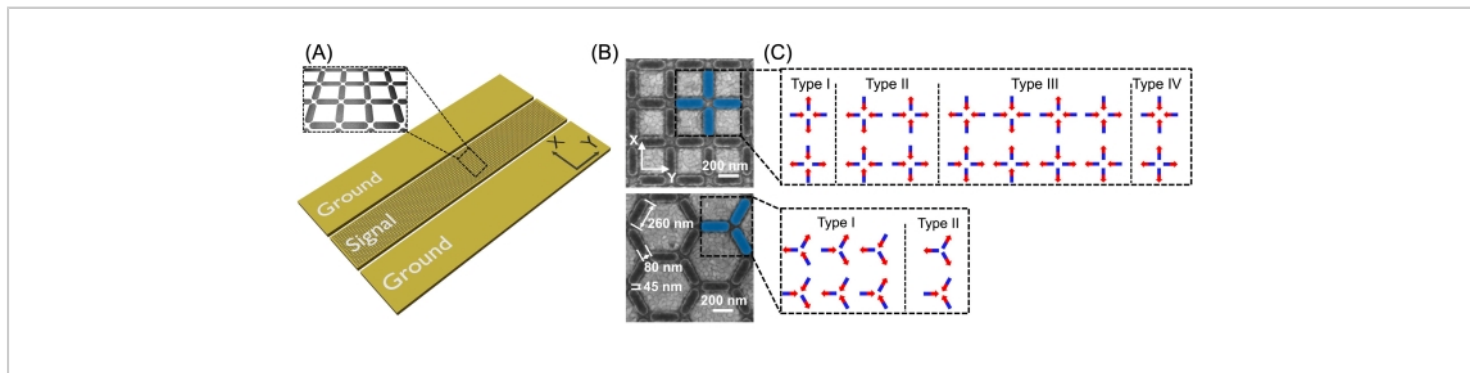 (A)
Ground
Signal
Ground
X
Y
(B)
X
Y
200 nm
260 nm
80 nm
45 nm
200 nm
(C)
Type I
Type II
Type III
Type IV
Type I
Type II